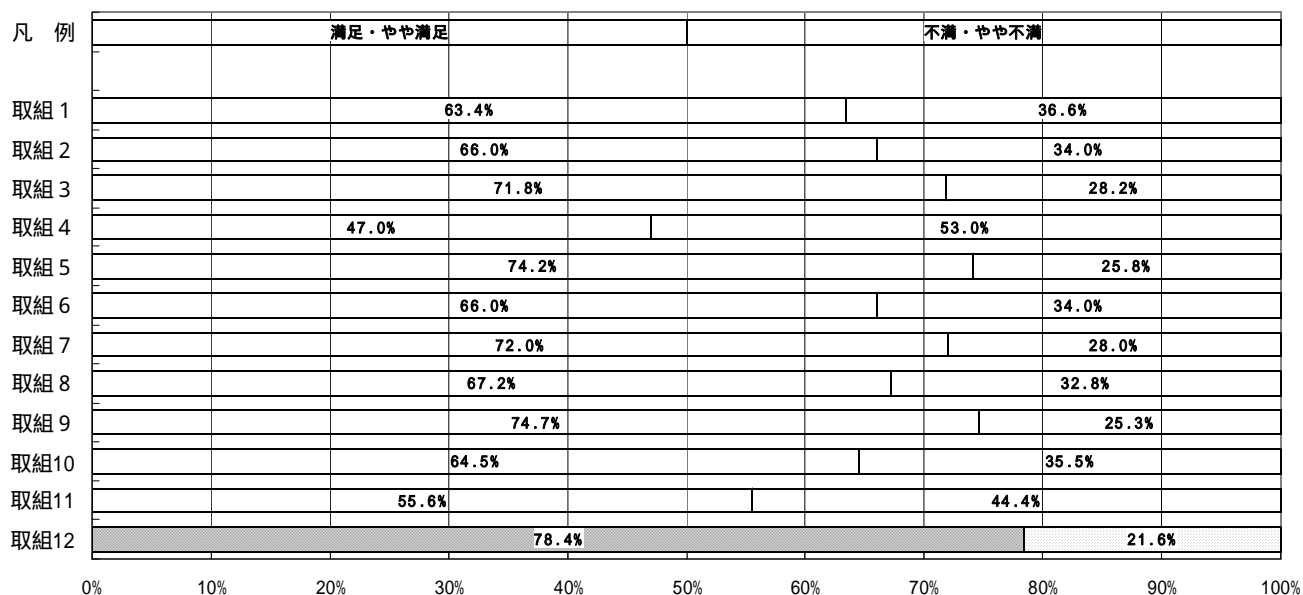 凡　例 満足・やや満足 不満・やや不満
取組１ 63.4% 36.6%
取組２ 66.0% 34.0%
取組３ 71.8% 28.2%
取組４ 47.0% 53.0%
取組５ 74.2% 25.8%
取組６ 66.0% 34.0%
取組７ 72.0% 28.0%
取組８ 67.2% 32.8%
取組９ 74.7% 25.3%
取組10 64.5% 35.5%
取組11 55.6% 44.4%
取組12 78.4% 21.6%
0% 10% 20% 30% 40% 50% 60% 70% 80% 90% 100%